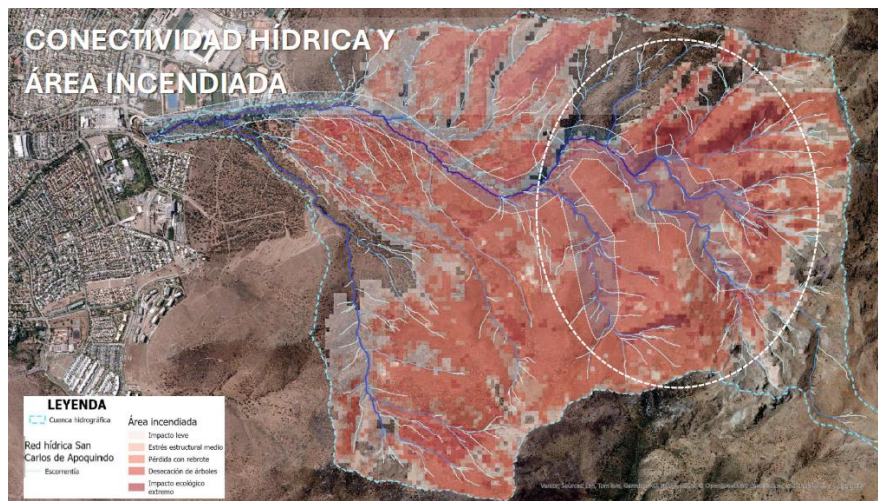 CONECTIVIDAD HÍDRICA Y
ÁREA INCENDIADA
LEYENDA
Cuenca hidrográfica
Red hídrica San
Carlos de Apoquindo
Escorrentía
Área incendiada
Impacto leve
Estrés estructural medio
Pérdida con rebrote
Desecación de árboles
Impacto ecológico
extremo